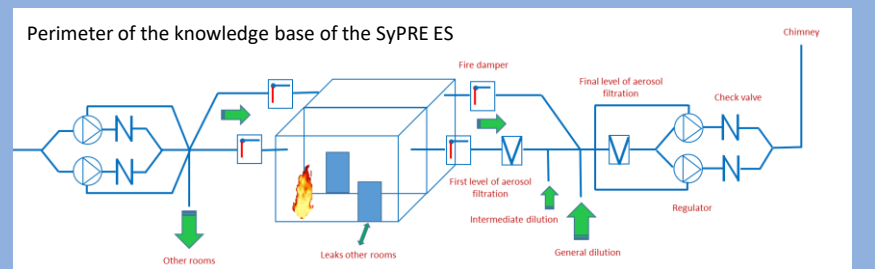 Perimeter of the knowledge base of the SyPRE ES
Chimney
Fire damper
Final level of aerosol
filtration
Check valve
First level of aerosol
filtration
Intermediate dilution
Regulator
General dilution
Leaks other rooms
Other rooms